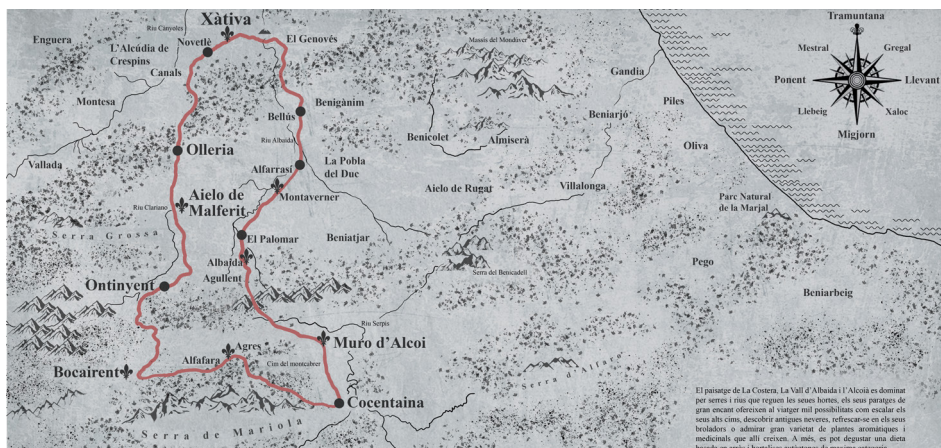 Xàtiva
Riu Cànyoles
Enguera
L'Alcúdia de
Crespins
Novetlè
El Genovés
Canals
Montesa
Massís del Mondúver
Gandia
Tramuntana
Mestral
Gregal
Ponent
Llevant
Llebeig
Xaloc
Migjorn
Benigànim
Bellús
Piles
Beniarjó
Riu Albaida
Benicolet
Almiserà
Oliva
Vallada
Olleria
La Pobla
del Duc
Alfarrasí
Montaverner
Aielo de Rugat
Villalonga
Aielo de
Malferit
Riu Clariano
Parc Natural
de la Marjal
Serra Grossa
El Palomar
Beniatjar
Albaida
Agullent
Serra del Benicadell
Pego
Ontinyent
Beniarbeig
Riu Serpis
Muro d'Alcoi
Agres
Alfafara
Cim del montcabrer
Bocairent
Cocentaina
Serra de Mariola
El paisatge de La Costera, La Vall d'Albaida i l'Alcoià es dominat
per serres i rius que reguen les seues hortes, els seus paratges de
gran encant ofereixen al viatger mil possibilitats com escalar els
seus alts cims, descobrir antigues neveres, refrescar-se en els seus
broladors o admirar gran varietat de plantes aromàtiques i
medicinals que allí creixen. A més, es pot degustar una dieta